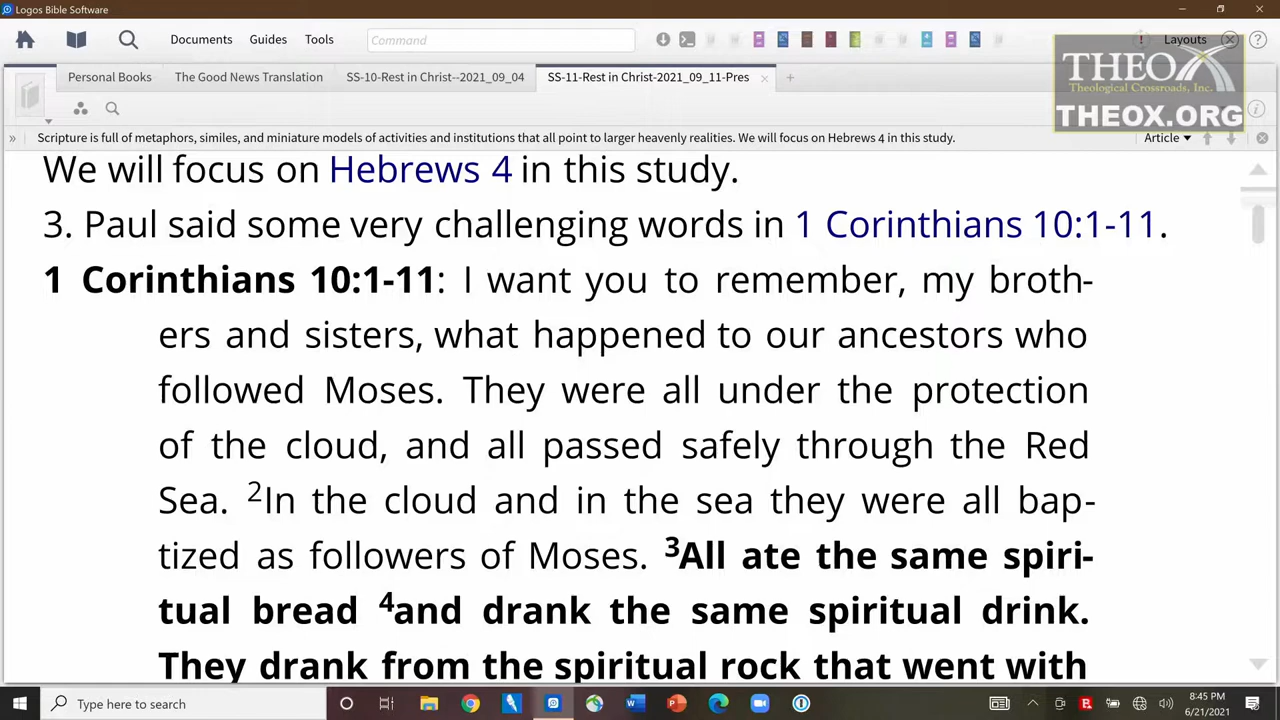 Logos Bible Software
Documents Guides Tools Command Layouts
THEOX
Theological Crossroads, Inc.
THEOX.ORG
Personal Books The Good News Translation SS-10-Rest in Christ--2021_09_04 SS-11-Rest in Christ-2021_09_11-Pres
Scripture is full of metaphors, similes, and miniature models of activities and institutions that all point to larger heavenly realities. We will focus on Hebrews 4 in this study. Article
We will focus on Hebrews 4 in this study.
3. Paul said some very challenging words in 1 Corinthians 10:1-11.
1 Corinthians 10:1-11: I want you to remember, my broth-
ers and sisters, what happened to our ancestors who
followed Moses. They were all under the protection
of the cloud, and all passed safely through the Red
Sea. ²In the cloud and in the sea they were all bap-
tized as followers of Moses. ³All ate the same spiri-
tual bread ⁴and drank the same spiritual drink.
They drank from the spiritual rock that went with
Type here to search
8:45 PM
6/21/2021